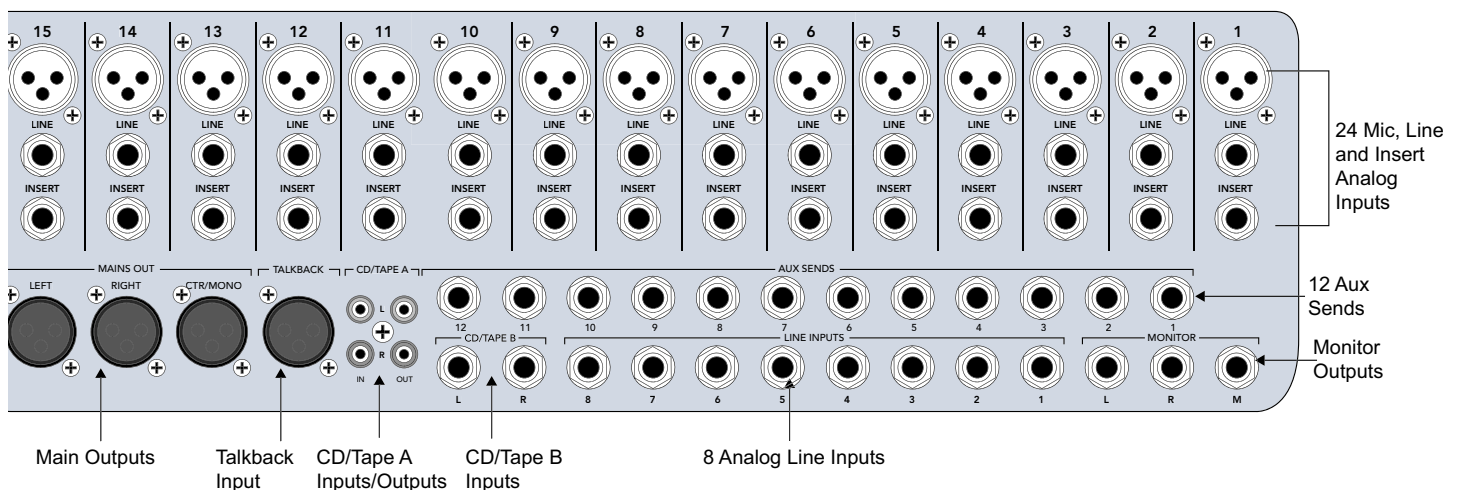 15 14 13 12 11 10 9 8 7 6 5 4 3 2 1
LINE LINE LINE LINE LINE LINE LINE LINE LINE LINE LINE LINE LINE LINE LINE
INSERT INSERT INSERT INSERT INSERT INSERT INSERT INSERT INSERT INSERT INSERT INSERT INSERT INSERT INSERT
24 Mic, Line
and Insert
Analog
Inputs
MAINS OUT TALKBACK CD/TAPE A AUX SENDS
LEFT RIGHT CTR/MONO
L
R
IN OUT
12 11 10 9 8 7 6 5 4 3 2 1
12 Aux
Sends
CD/TAPE B LINE INPUTS MONITOR
L R 8 7 6 5 4 3 2 1 L R M
Monitor
Outputs
Main Outputs
Talkback
Input
CD/Tape A
Inputs/Outputs
CD/Tape B
Inputs
8 Analog Line Inputs